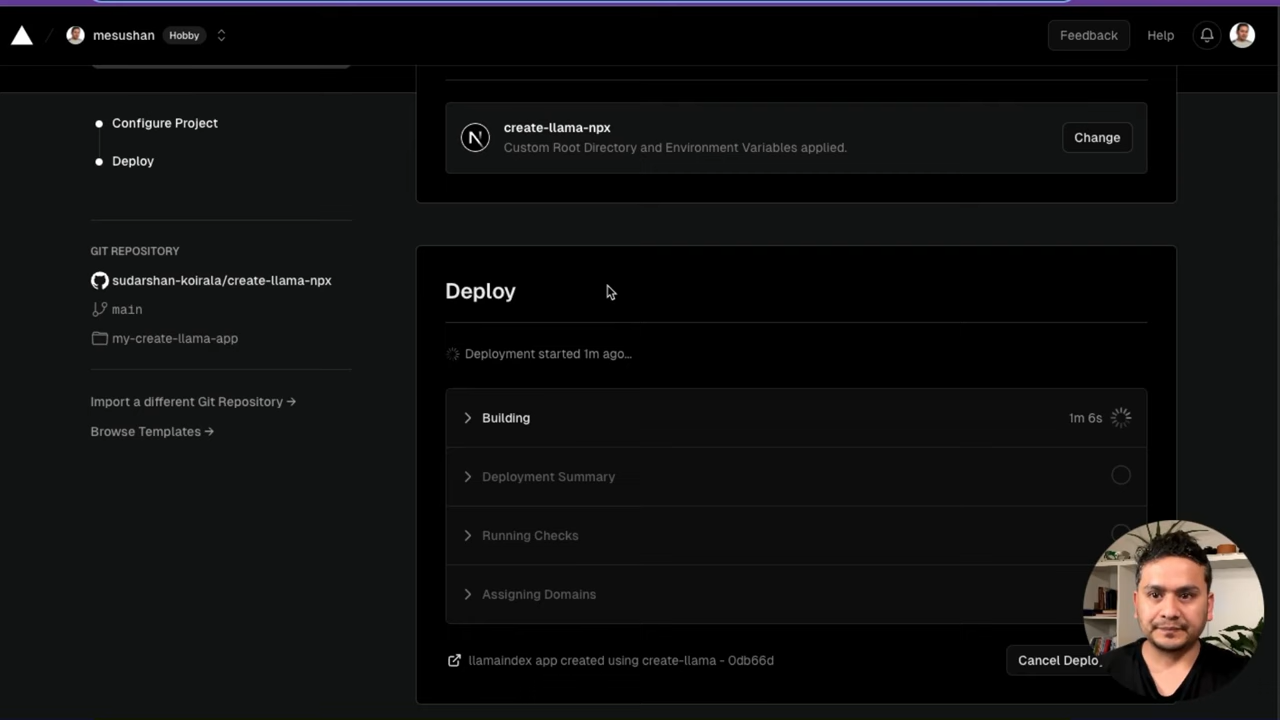 mesushan Hobby
Feedback Help
Configure Project
Deploy
GIT REPOSITORY
sudarshan-koirala/create-llama-npx
main
my-create-llama-app
Import a different Git Repository →
Browse Templates →
N
create-llama-npx
Custom Root Directory and Environment Variables applied.
Change
Deploy
Deployment started 1m ago...
Building 1m 6s
Deployment Summary
Running Checks
Assigning Domains
llamaindex app created using create-llama - 0db66d
Cancel Deplo